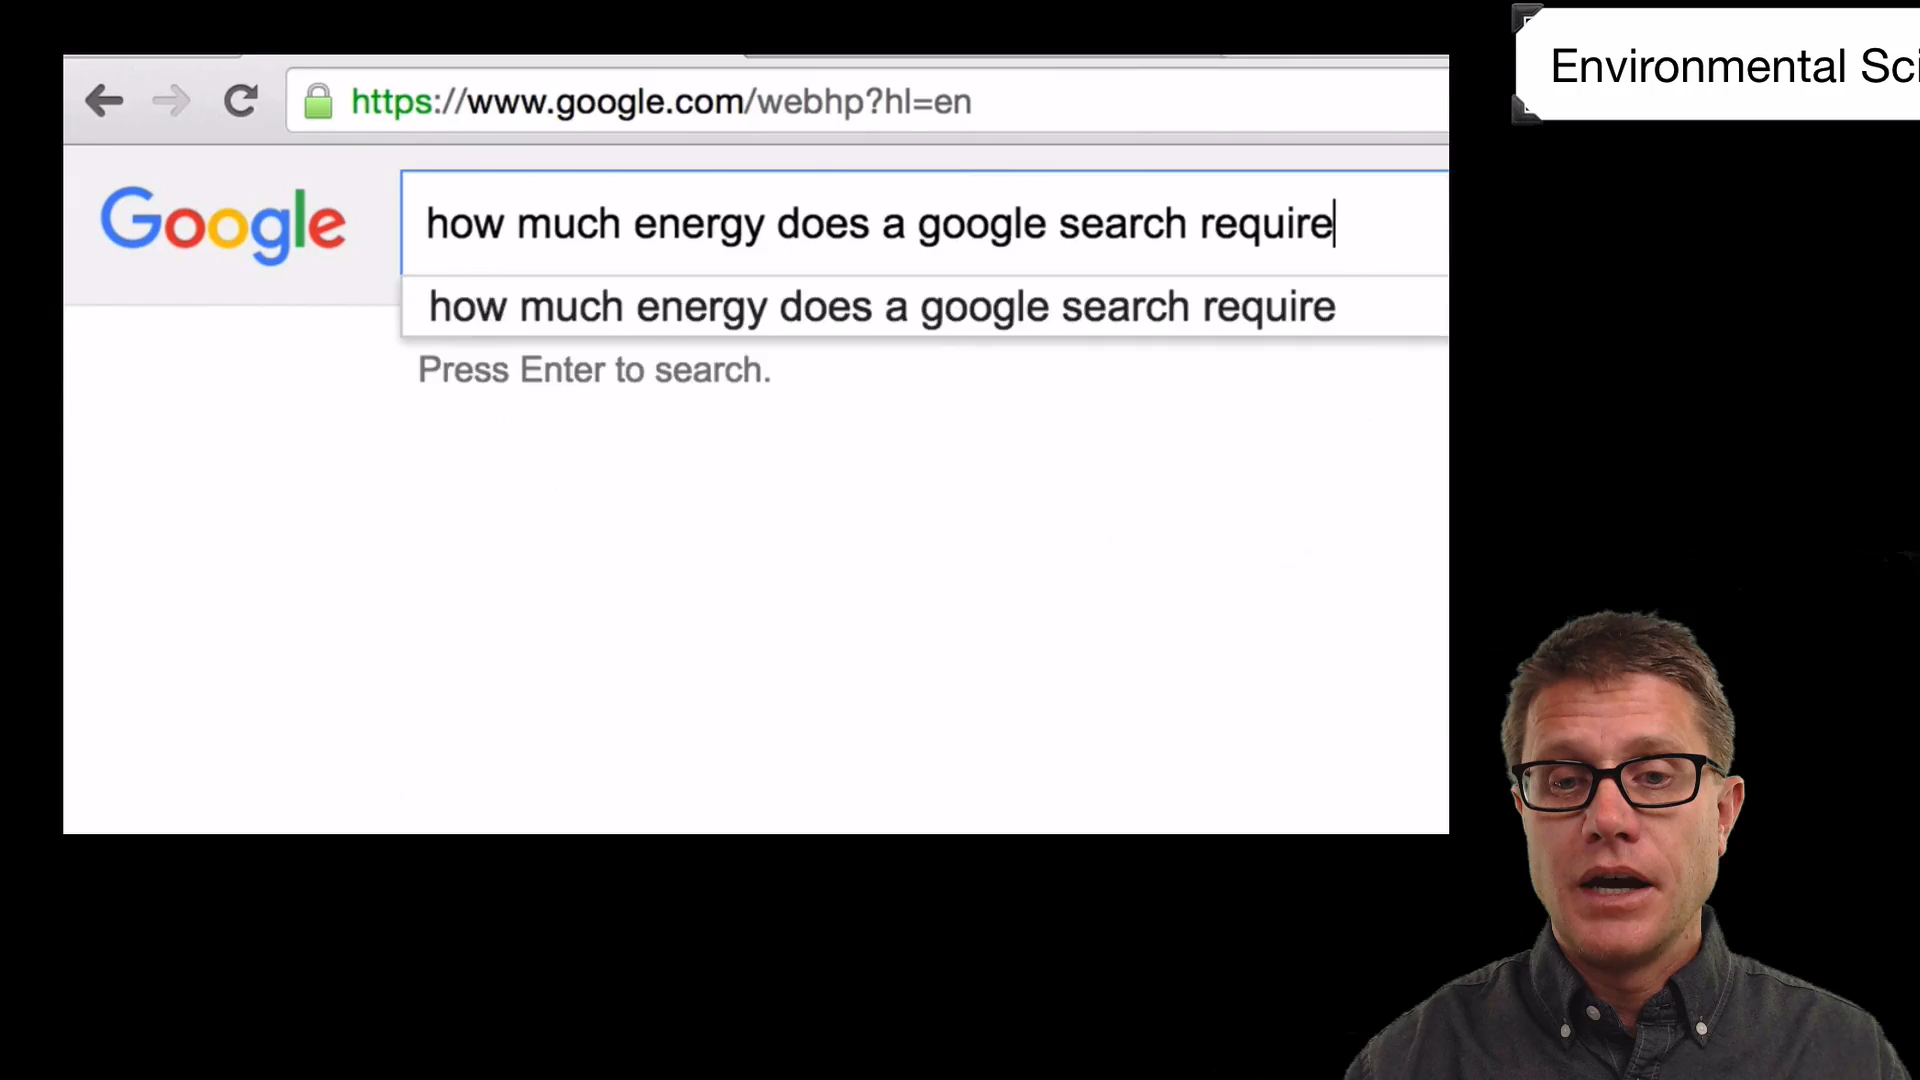 Environmental Sci
https://www.google.com/webhp?hl=en
Google
how much energy does a google search require
how much energy does a google search require
Press Enter to search.